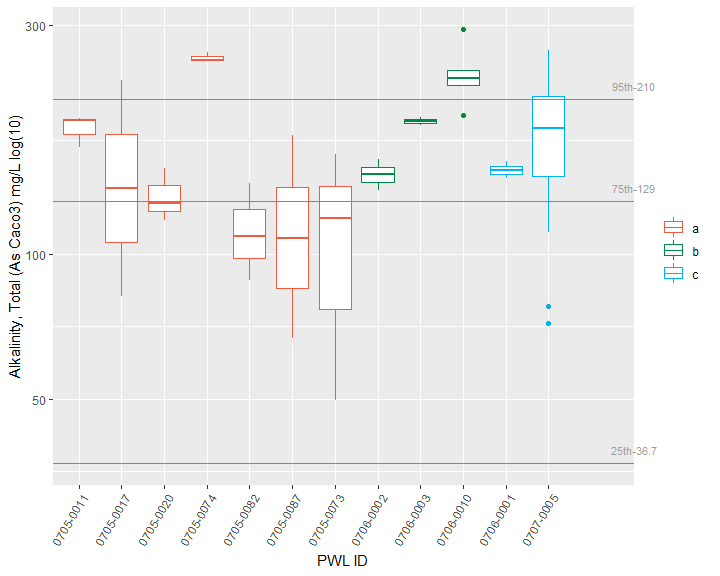 300
100
50
Alkalinity, Total (As Caco3) mg/L log(10)
95th-210
75th-129
25th-36.7
a
b
c
0705-0011
0705-0017
0705-0020
0705-0074
0705-0082
0705-0087
0705-0073
0706-0002
0706-0003
0706-0010
0706-0001
0707-0005
PWL ID